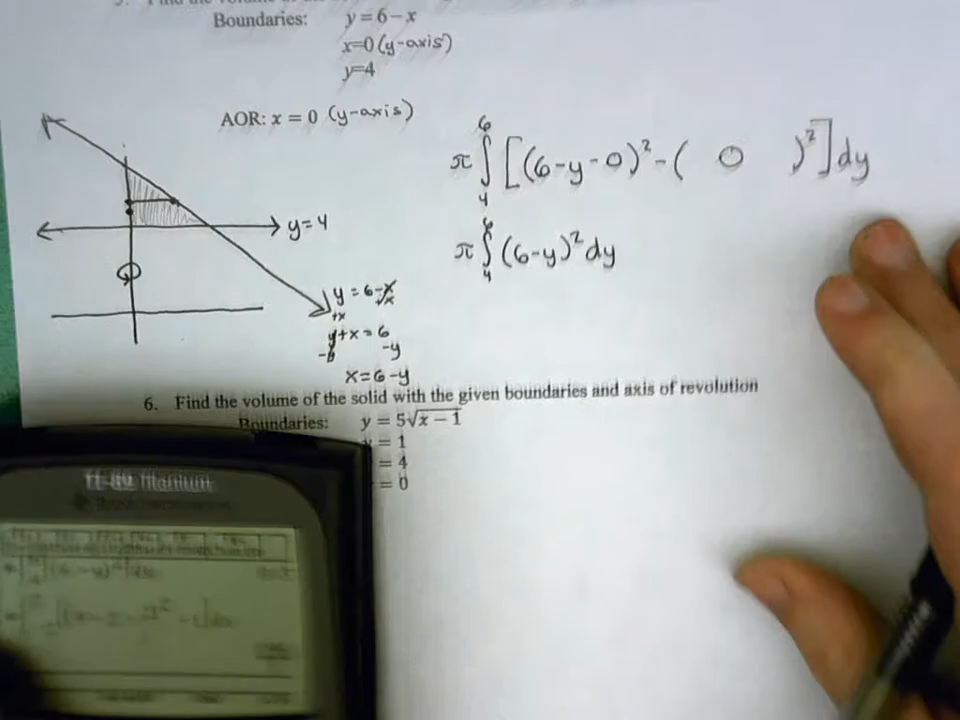 Boundaries: y = 6 - x
x=0 (y-axis)
y=4
AOR: x = 0 (y-axis)
π ∫₄⁶ [(6-y-0)² - ( 0 )²] dy
y=4
π ∫₄⁶ (6-y)² dy
y = 6-x
+x +x
y+x = 6
-y -y
x=6-y
6. Find the volume of the solid with the given boundaries and axis of revolution
Boundaries: y = 5√x − 1
= 1
= 4
= 0
TI-89 Titanium